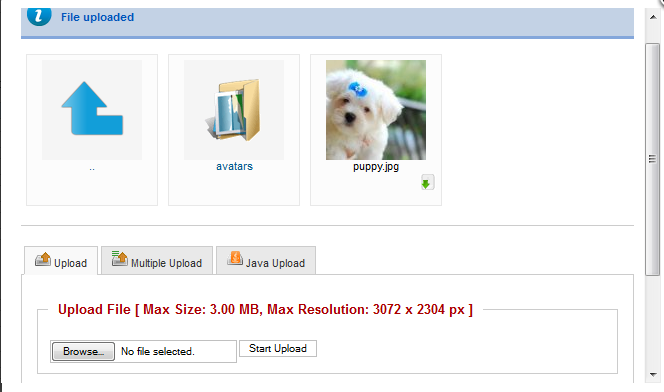 File uploaded
..
avatars
puppy.jpg
Upload
Multiple Upload
Java Upload
Upload File [ Max Size: 3.00 MB, Max Resolution: 3072 x 2304 px ]
Browse... No file selected. Start Upload